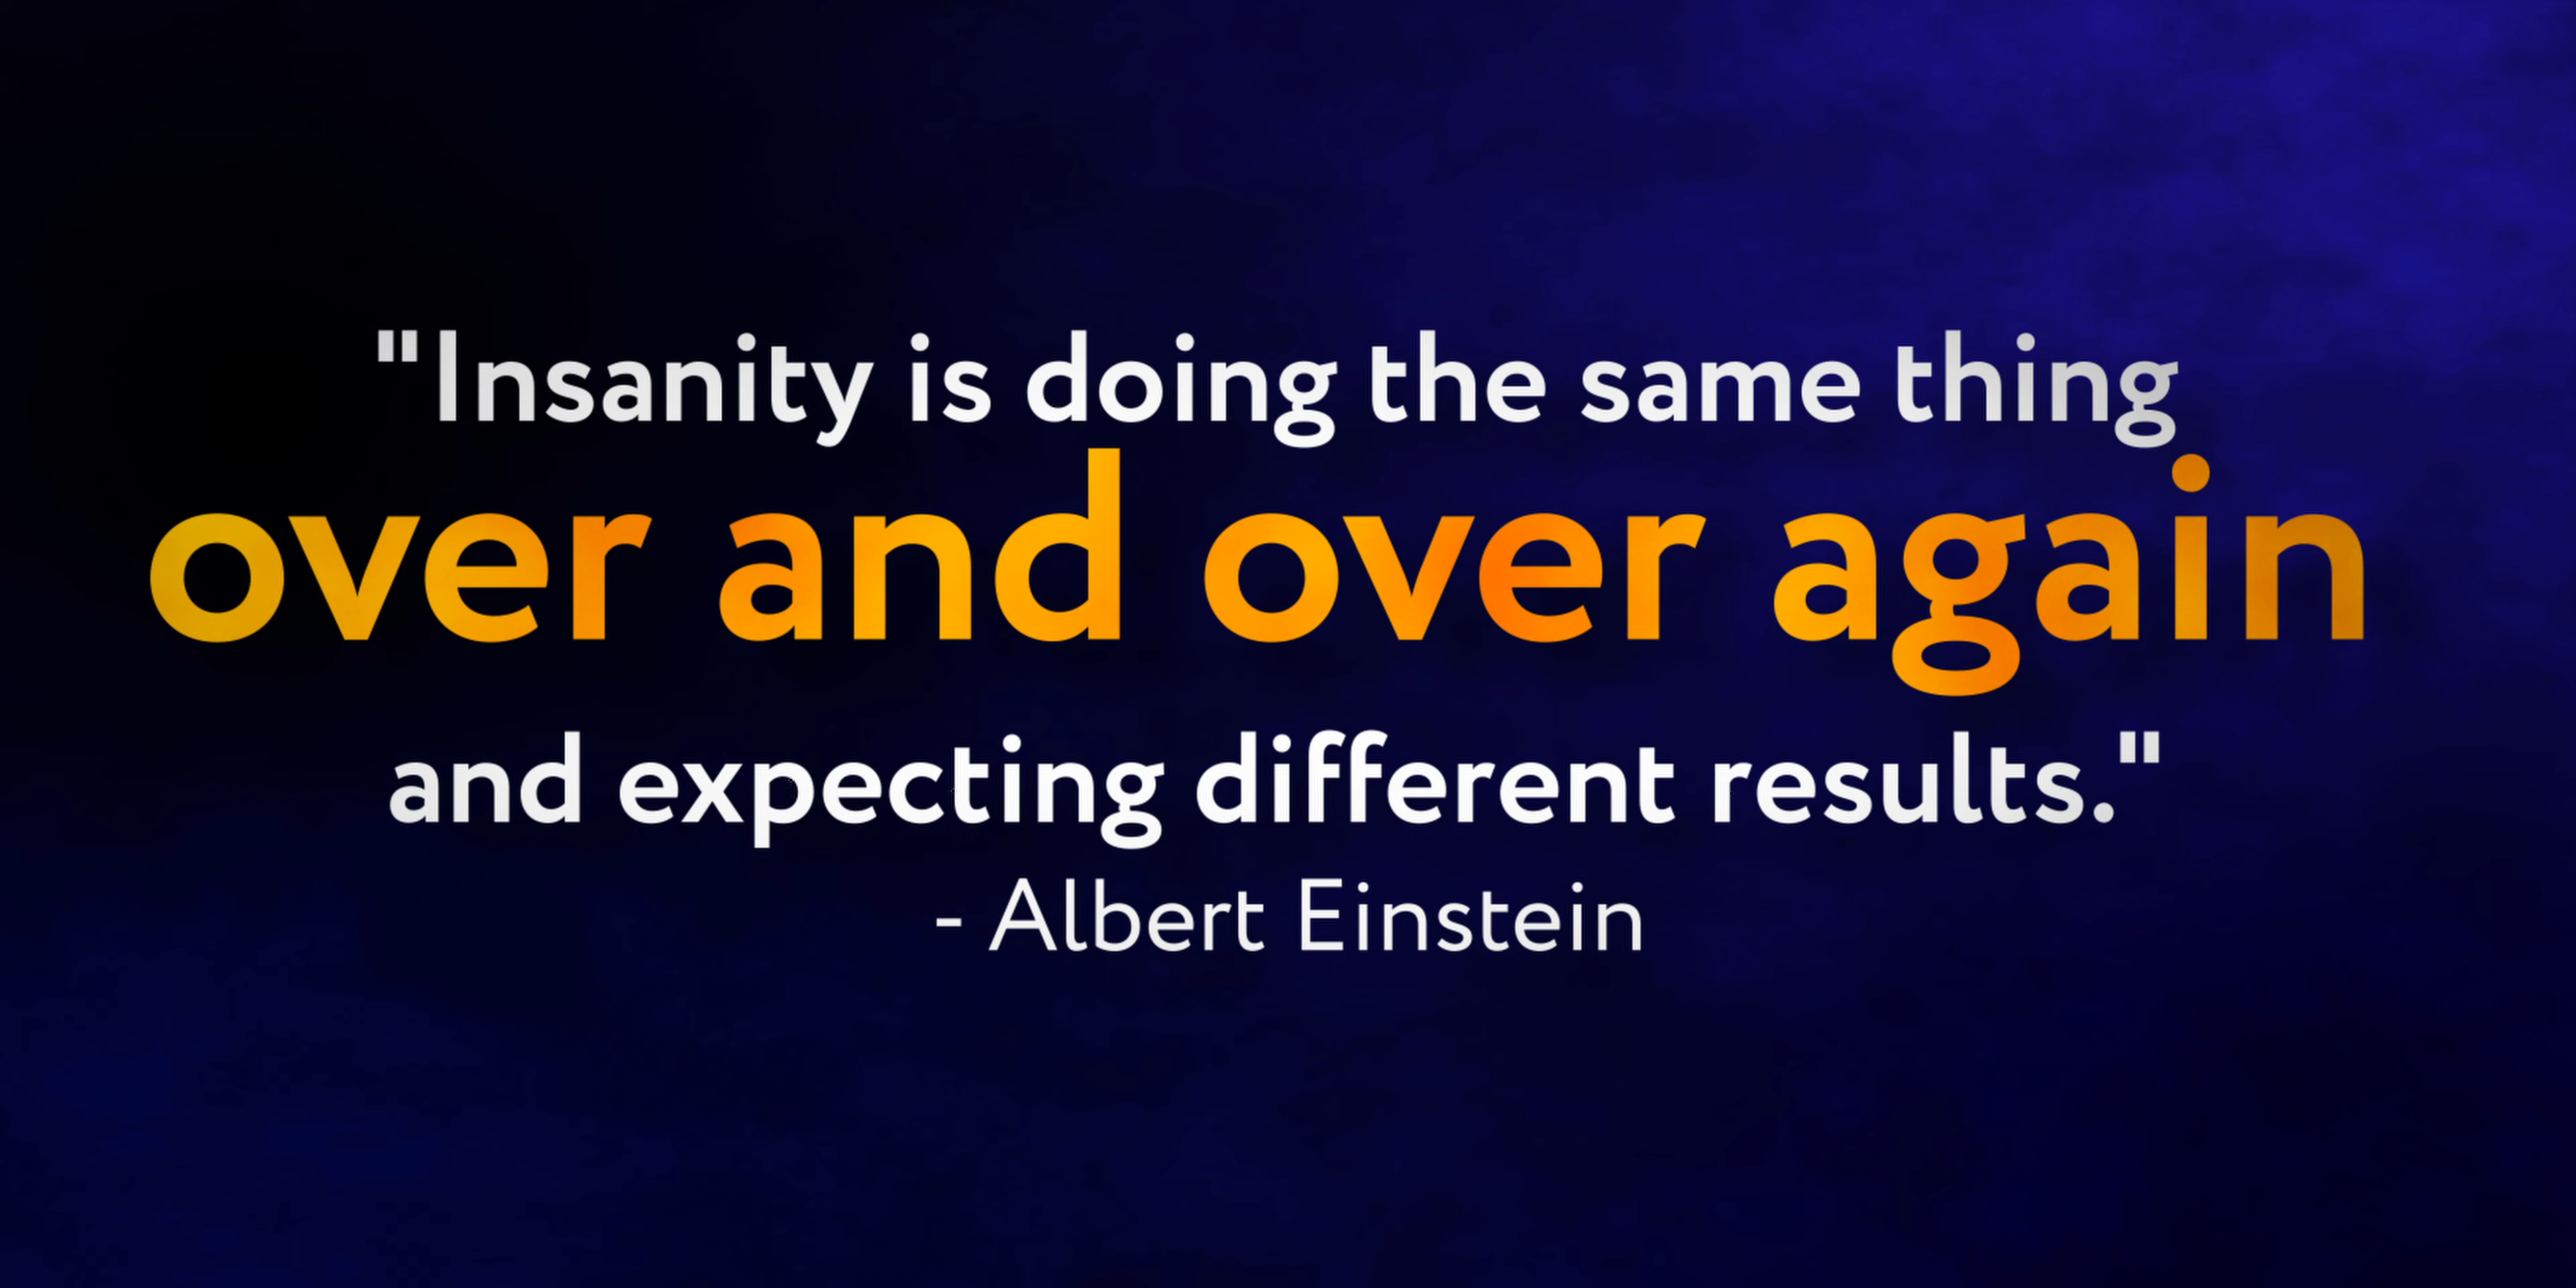 "Insanity is doing the same thing
over and over again
and expecting different results."
- Albert Einstein